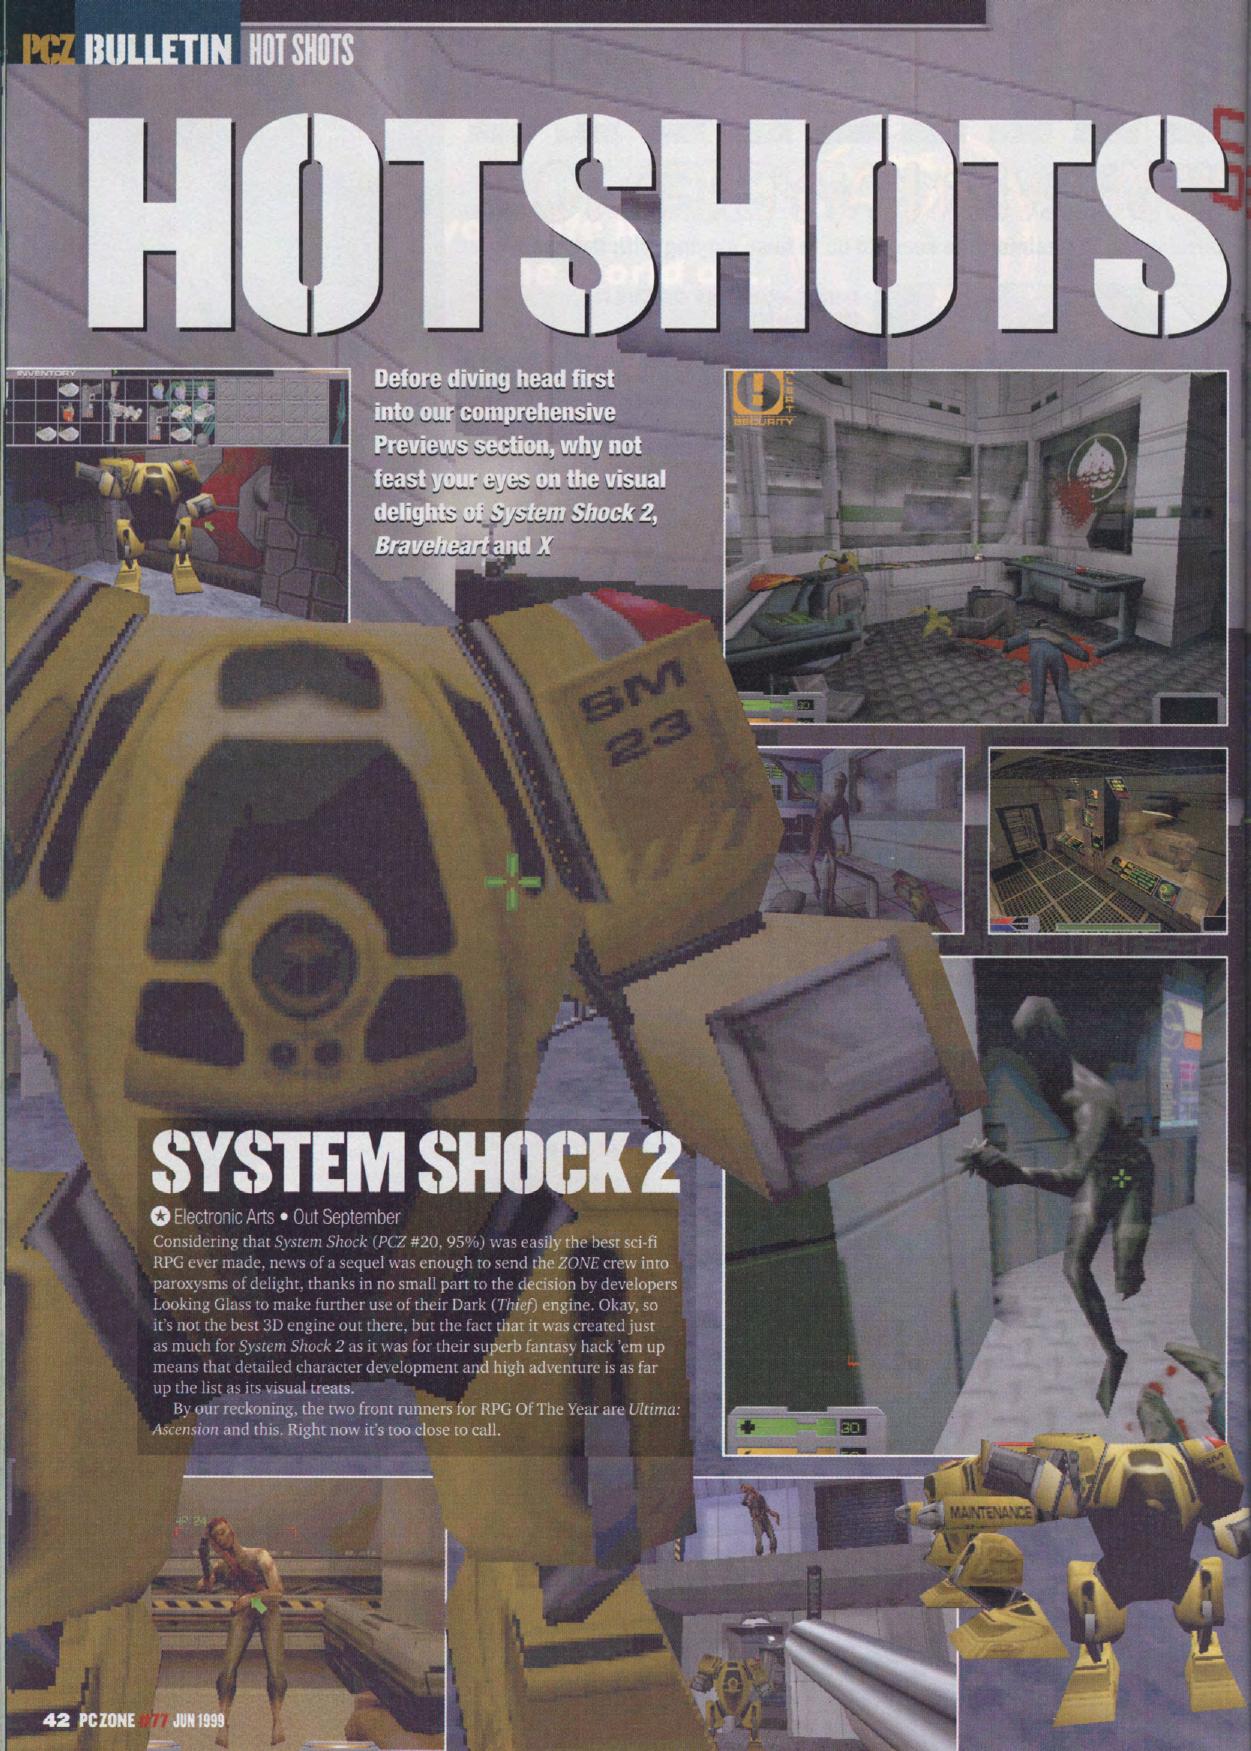 PCZ BULLETIN HOT SHOTS
HOTSHOTS
INVENTORY
Defore diving head first
into our comprehensive
Previews section, why not
feast your eyes on the visual
delights of System Shock 2,
Braveheart and X
ALERT
SECURITY
30
SM
23
SYSTEM SHOCK 2
Electronic Arts • Out September
Considering that System Shock (PCZ #20, 95%) was easily the best sci-fi
RPG ever made, news of a sequel was enough to send the ZONE crew into
paroxysms of delight, thanks in no small part to the decision by developers
Looking Glass to make further use of their Dark (Thief) engine. Okay, so
it's not the best 3D engine out there, but the fact that it was created just
as much for System Shock 2 as it was for their superb fantasy hack 'em up
means that detailed character development and high adventure is as far
up the list as its visual treats.
By our reckoning, the two front runners for RPG Of The Year are Ultima:
Ascension and this. Right now it's too close to call.
30
HP 24
MAINTENANCE
SM
42 PC ZONE #77 JUN 1999